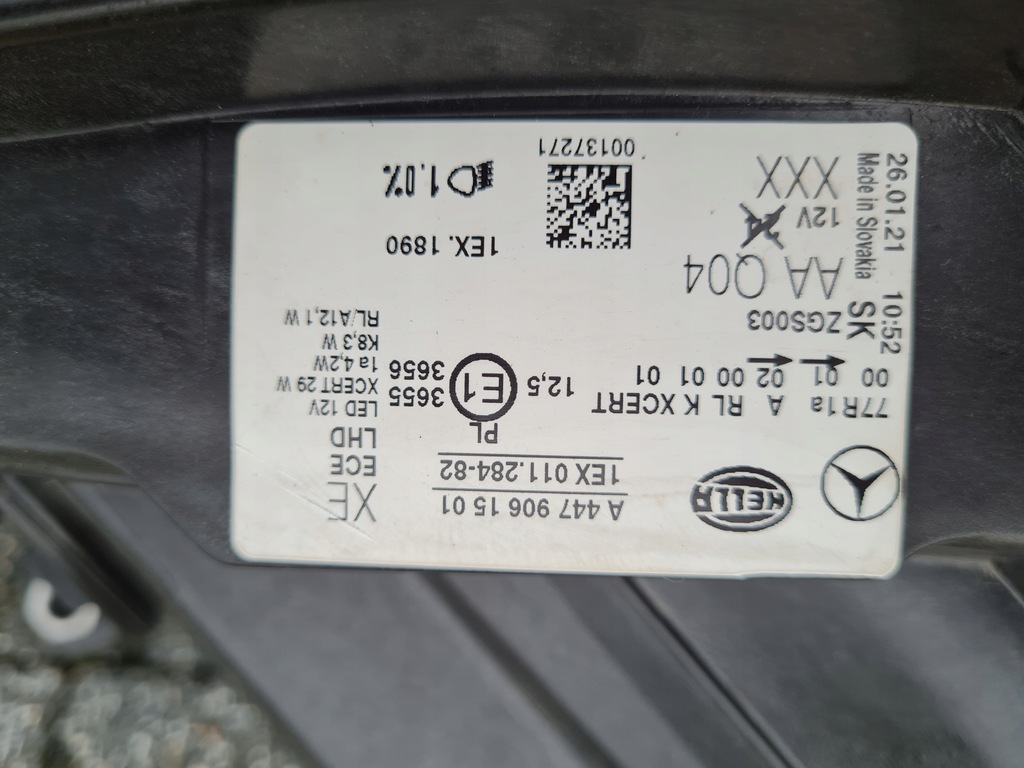 HELLA
A 447 906 15 01
1EX 011.284-82
XE
ECE
LHD
PL
77R1a A RL K XCERT
00 01 02 00 01 01
12,5
E1
3655
3656
LED 12V
XCERT 29 W
1a 4,2W
K8,3 W
RL/A12,1 W
ZGS003
AA Q04
12V
XXX
1EX. 1890
1.0%
00137271
26.01.21 10:52
Made in Slovakia SK